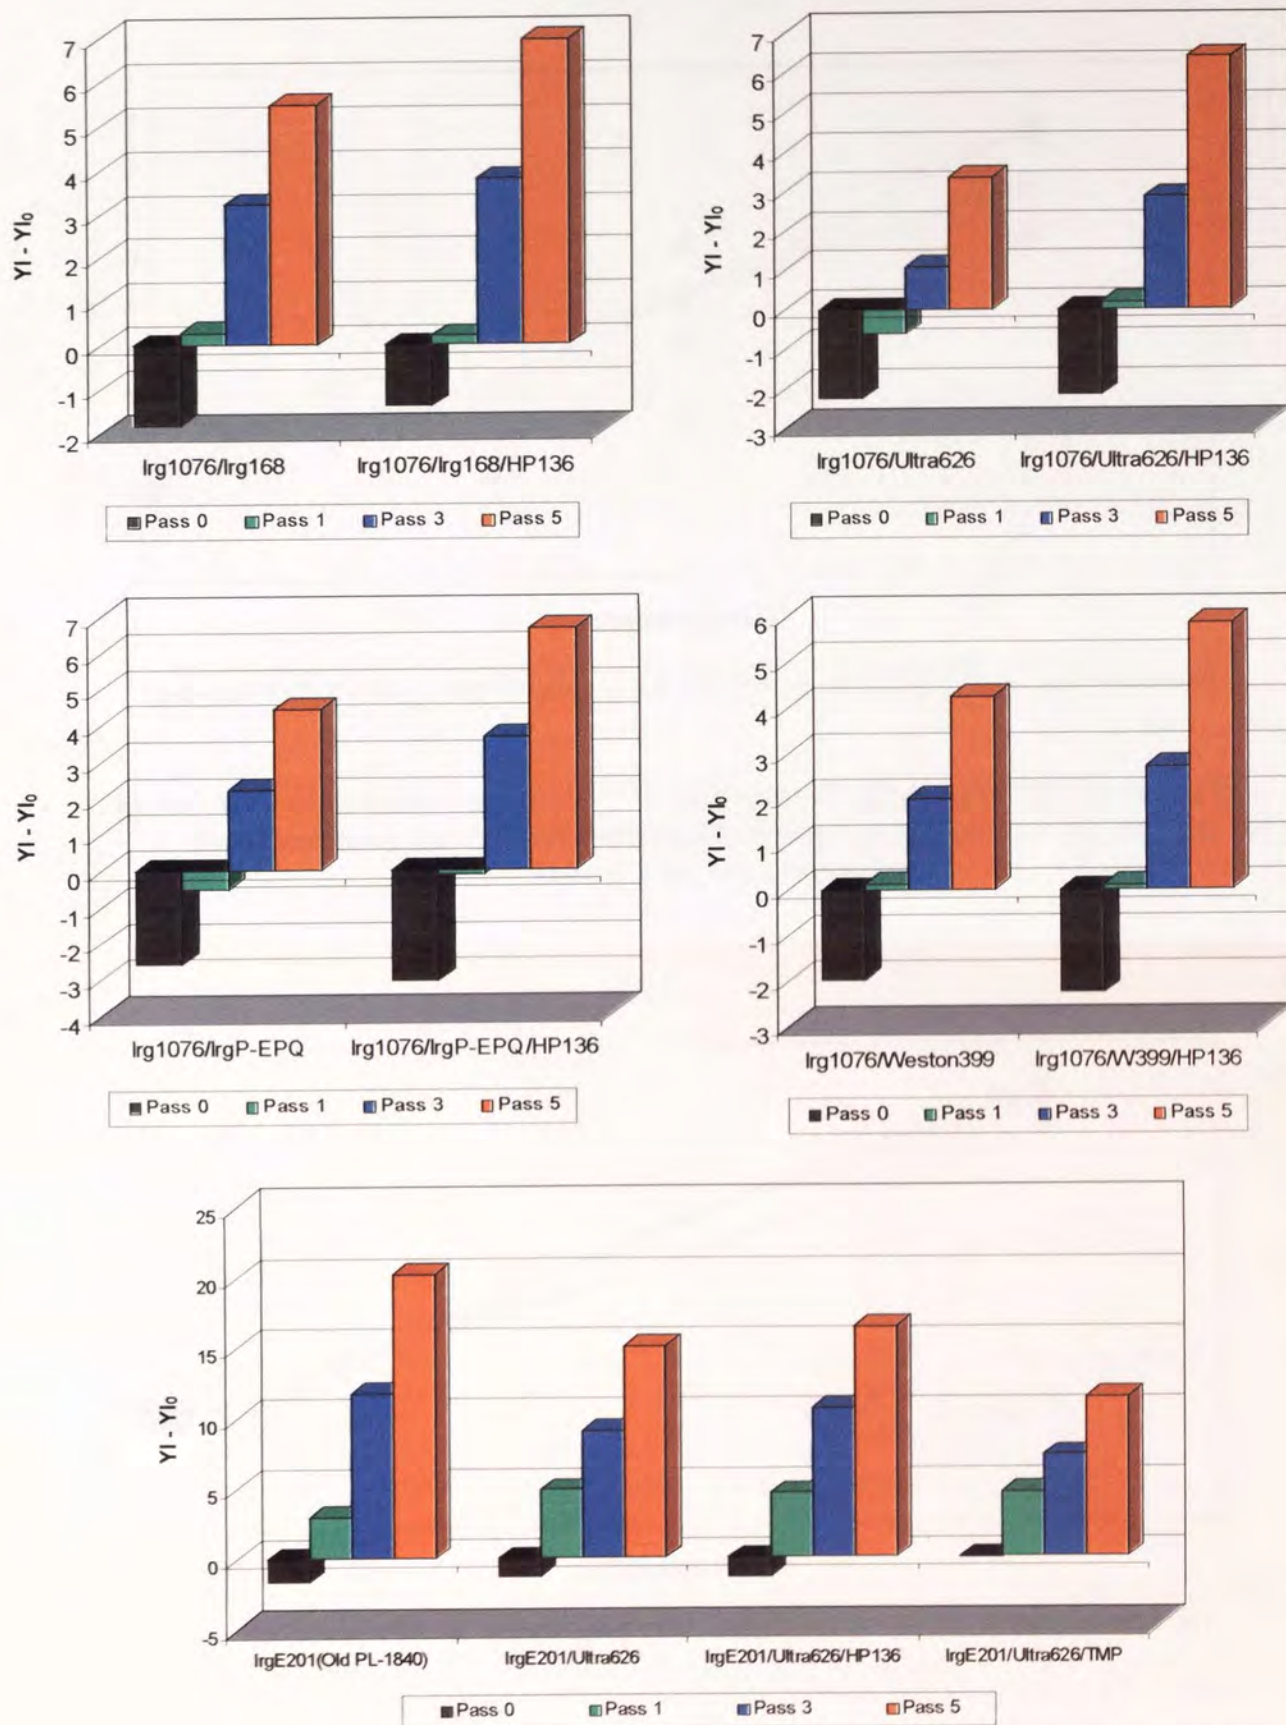 7
6
5
4
3
2
1
0
-1
-2
YI - YI₀
Irg1076/Irg168
Irg1076/Irg168/HP136
Pass 0 Pass 1 Pass 3 Pass 5
7
6
5
4
3
2
1
0
-1
-2
-3
YI - YI₀
Irg1076/Ultra626
Irg1076/Ultra626/HP136
Pass 0 Pass 1 Pass 3 Pass 5
7
6
5
4
3
2
1
0
-1
-2
-3
-4
YI - YI₀
Irg1076/IrgP-EPQ
Irg1076/IrgP-EPQ/HP136
Pass 0 Pass 1 Pass 3 Pass 5
6
5
4
3
2
1
0
-1
-2
-3
YI - YI₀
Irg1076/Weston399
Irg1076/W399/HP136
Pass 0 Pass 1 Pass 3 Pass 5
25
20
15
10
5
0
-5
YI - YI₀
IrgE201(Old PL-1840)
IrgE201/Ultra626
IrgE201/Ultra626/HP136
IrgE201/Ultra626/TMP
Pass 0 Pass 1 Pass 3 Pass 5